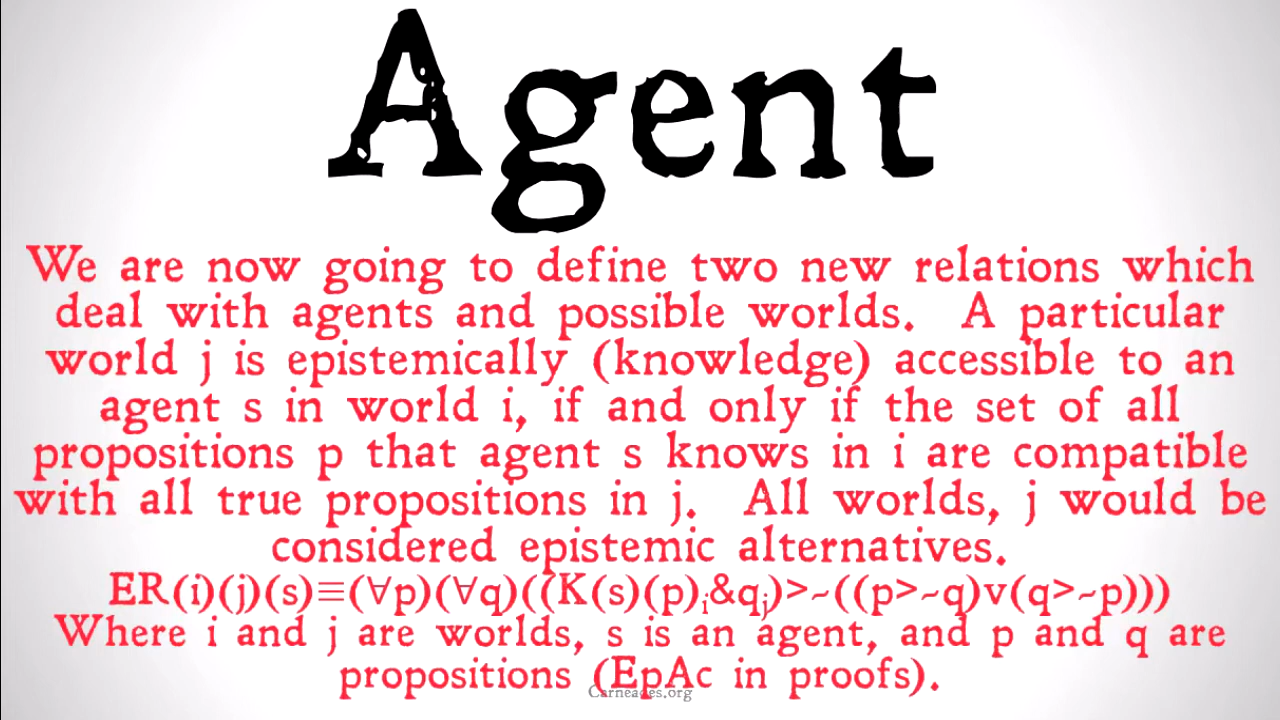 Agent
We are now going to define two new relations which
deal with agents and possible worlds. A particular
world j is epistemically (knowledge) accessible to an
agent s in world i, if and only if the set of all
propositions p that agent s knows in i are compatible
with all true propositions in j. All worlds, j would be
considered epistemic alternatives.
ER(i)(j)(s)≡(∀p)(∀q)((K(s)(p)ᵢ&qⱼ)>~((p>~q)v(q>~p)))
Where i and j are worlds, s is an agent, and p and q are
propositions (EpAc in proofs).
Carneades.org